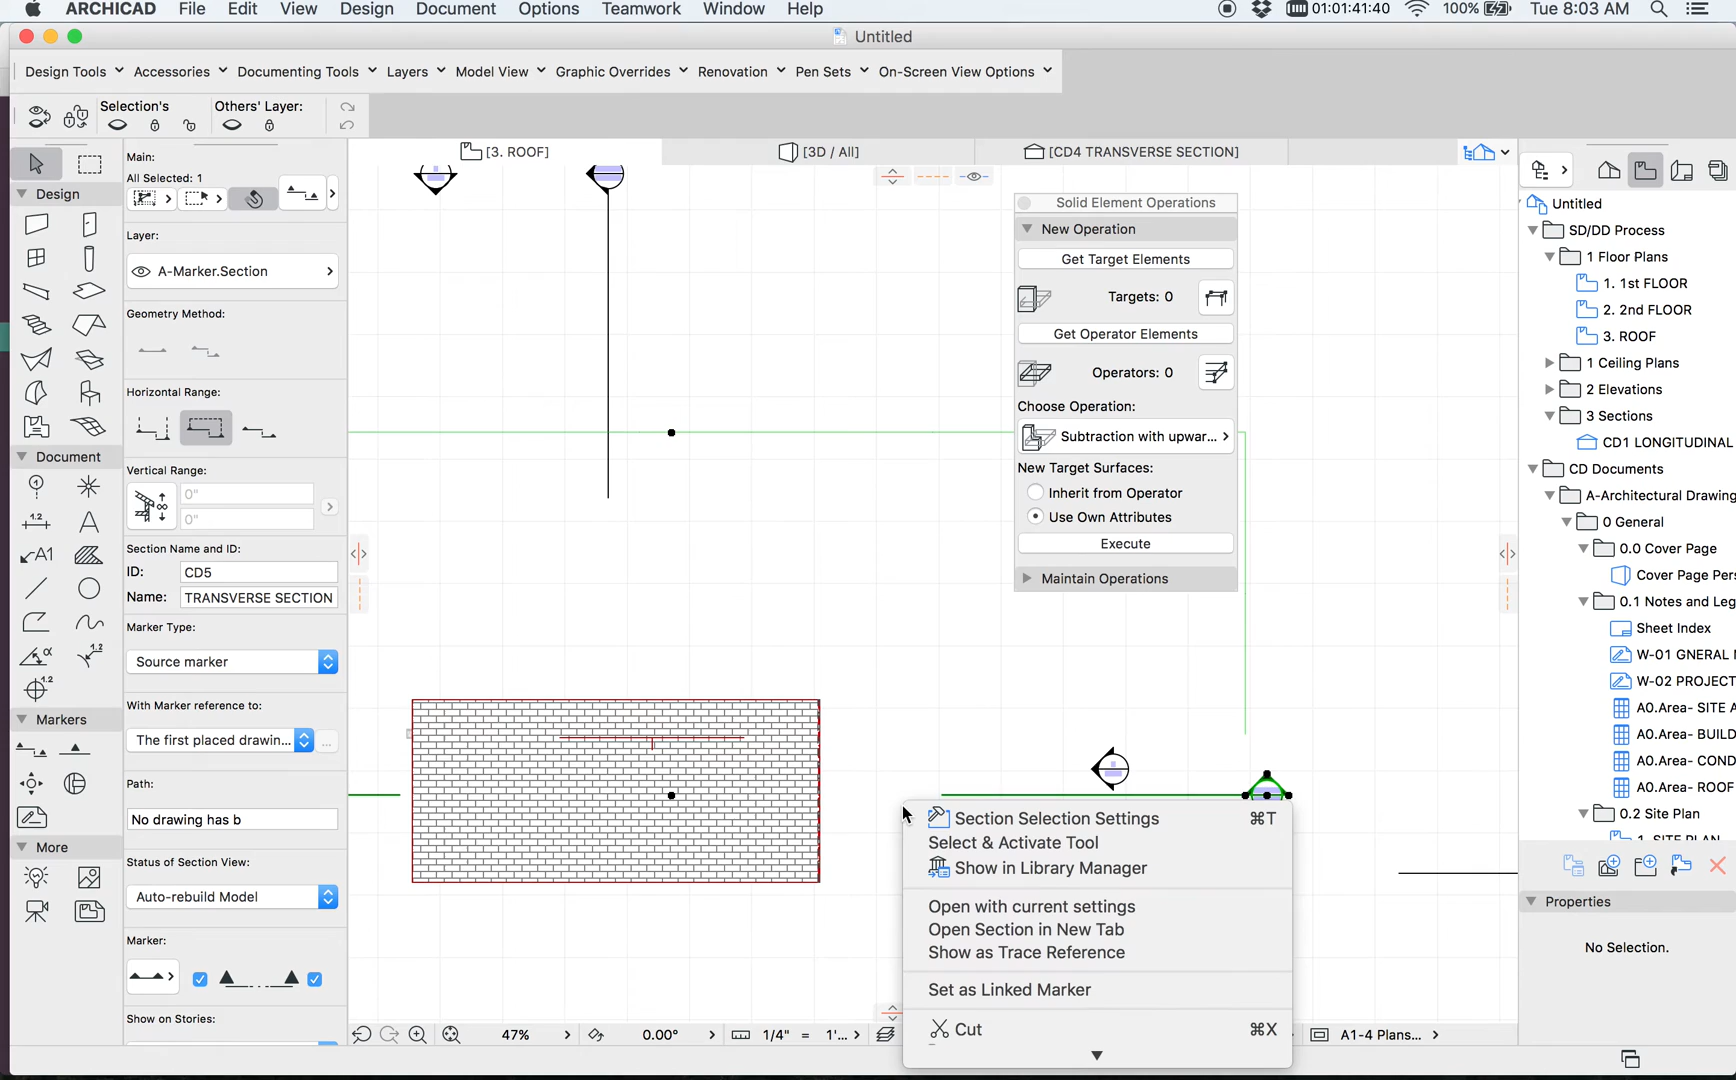 ARCHICAD File Edit View Design Document Options Teamwork Window Help 01:01:41:40 100% Tue 8:03 AM
Untitled
Design Tools Accessories Documenting Tools Layers Model View Graphic Overrides Renovation Pen Sets On-Screen View Options
Selection's Others' Layer:
[3. ROOF] [3D / All] [CD4 TRANSVERSE SECTION]
Main:
All Selected: 1
Design
Layer:
A-Marker.Section
Geometry Method:
Horizontal Range:
Document
Vertical Range:
0"
0"
Section Name and ID:
ID: CD5
Name: TRANSVERSE SECTION
Marker Type:
Source marker
With Marker reference to:
The first placed drawin... ...
Markers
Path:
No drawing has b
More
Status of Section View:
Auto-rebuild Model
Marker:
Show on Stories:
1.2
A1
1.2
1.2
Solid Element Operations
New Operation
Get Target Elements
Targets: 0
Get Operator Elements
Operators: 0
Choose Operation:
Subtraction with upwar...
New Target Surfaces:
Inherit from Operator
Use Own Attributes
Execute
Maintain Operations
Section Selection Settings ⌘T
Select & Activate Tool
Show in Library Manager
Open with current settings
Open Section in New Tab
Show as Trace Reference
Set as Linked Marker
Cut ⌘X
47% 0.00° 1/4" = 1'... A1-4 Plans...
Untitled
SD/DD Process
1 Floor Plans
1. 1st FLOOR
2. 2nd FLOOR
3. ROOF
1 Ceiling Plans
2 Elevations
3 Sections
CD1 LONGITUDINAL
CD Documents
A-Architectural Drawing
0 General
0.0 Cover Page
Cover Page Pers
0.1 Notes and Leg
Sheet Index
W-01 GNERAL
W-02 PROJECT
A0.Area- SITE A
A0.Area- BUILD
A0.Area- COND
A0.Area- ROOF
0.2 Site Plan
1. SITE PLAN
Properties
No Selection.